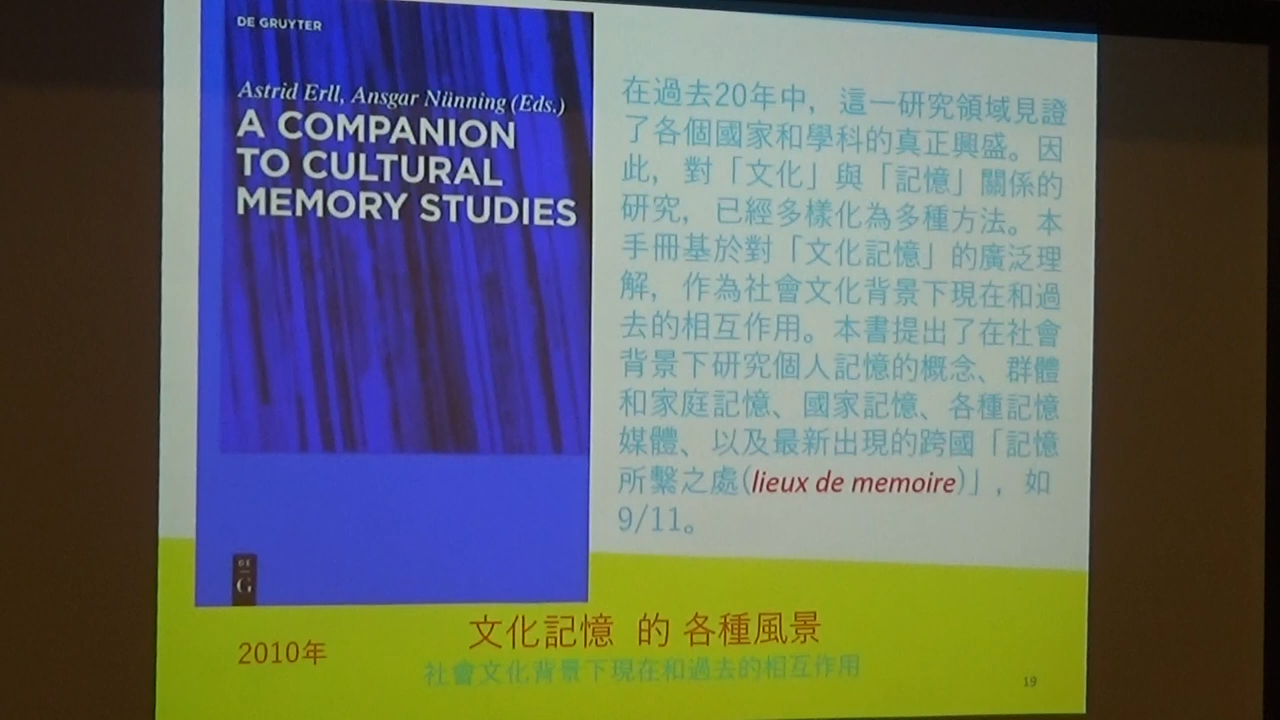 DE GRUYTER
Astrid Erll, Ansgar Nünning (Eds.)
A COMPANION
TO CULTURAL
MEMORY STUDIES
DE
G
在過去20年中，這一研究領域見證
了各個國家和學科的真正興盛。因
此，對「文化」與「記憶」關係的
研究，已經多樣化為多種方法。本
手冊基於對「文化記憶」的廣泛理
解，作為社會文化背景下現在和過
去的相互作用。本書提出了在社會
背景下研究個人記憶的概念、群體
和家庭記憶、國家記憶、各種記憶
媒體、以及最新出現的跨國「記憶
所繫之處(lieux de memoire)」，如
9/11。
2010年
文化記憶 的 各種風景
社會文化背景下現在和過去的相互作用
19